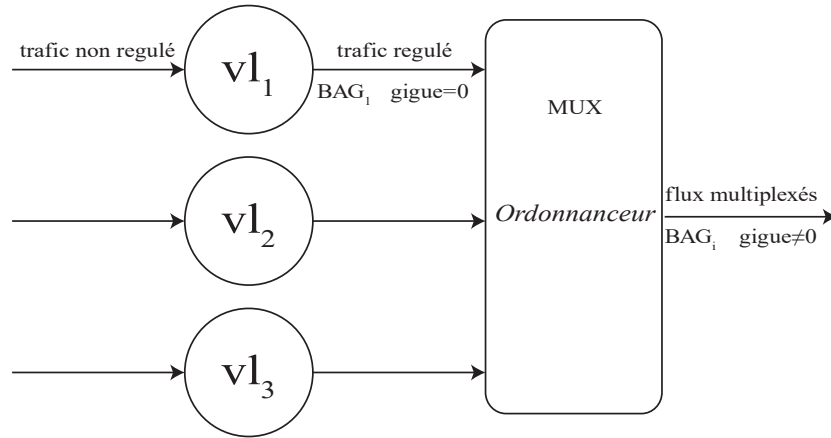 trafic non regulé
vl₁
trafic regulé
BAG₁ gigue=0
MUX
Ordonnanceur
flux multiplexés
BAGᵢ gigue≠0
vl₂
vl₃